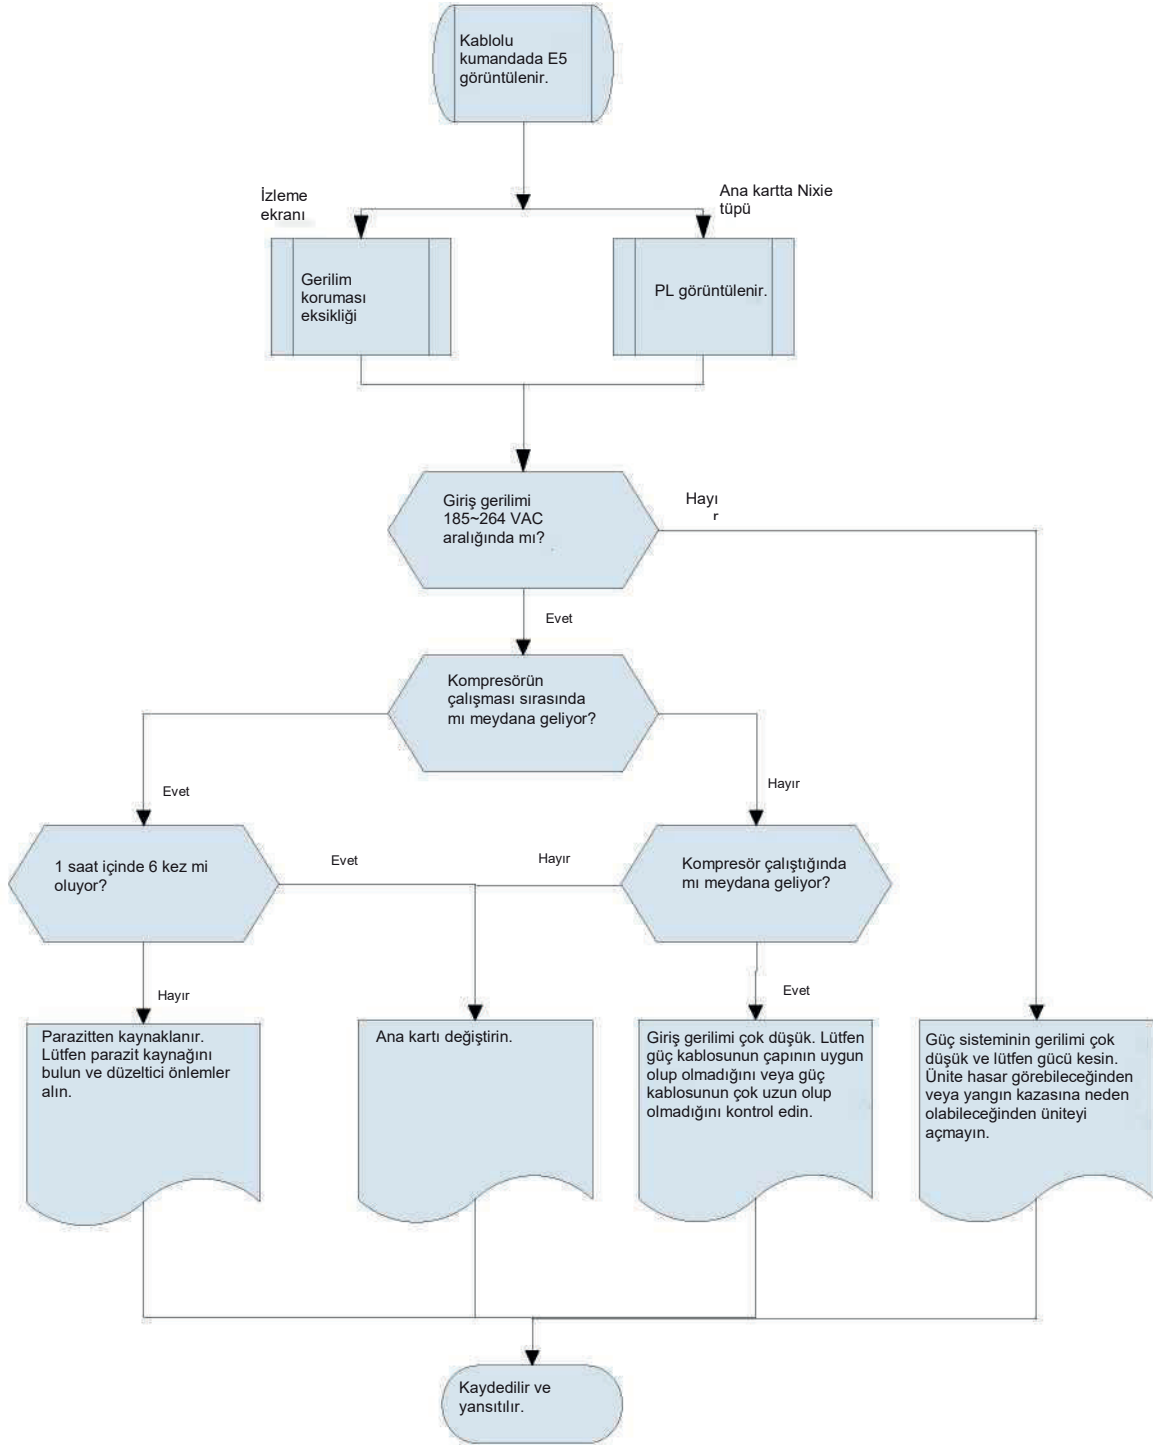 Kablolu
kumandada E5
görüntülenir.
İzleme
ekranı
Ana kartta Nixie
tüpü
Gerilim
koruması
eksikliği
PL görüntülenir.
Giriş gerilimi
185~264 VAC
aralığında mı?
Hayı
r
Evet
Kompresörün
çalışması sırasında
mı meydana geliyor?
Evet
Hayır
1 saat içinde 6 kez mi
oluyor?
Evet
Hayır
Kompresör çalıştığında
mı meydana geliyor?
Hayır
Evet
Parazitten kaynaklanır.
Lütfen parazit kaynağını
bulun ve düzeltici önlemler
alın.
Ana kartı değiştirin.
Giriş gerilimi çok düşük. Lütfen
güç kablosunun çapının uygun
olup olmadığını veya güç
kablosunun çok uzun olup
olmadığını kontrol edin.
Güç sisteminin gerilimi çok
düşük ve lütfen gücü kesin.
Ünite hasar görebileceğinden
veya yangın kazasına neden
olabileceğinden üniteyi
açmayın.
Kaydedilir ve
yansıtılır.